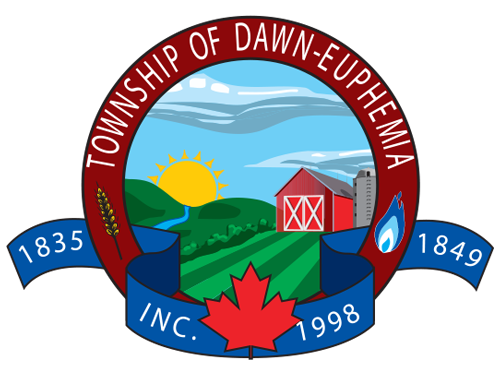 TOWNSHIP OF DAWN-EUPHEMIA
1835
1849
INC.
1998